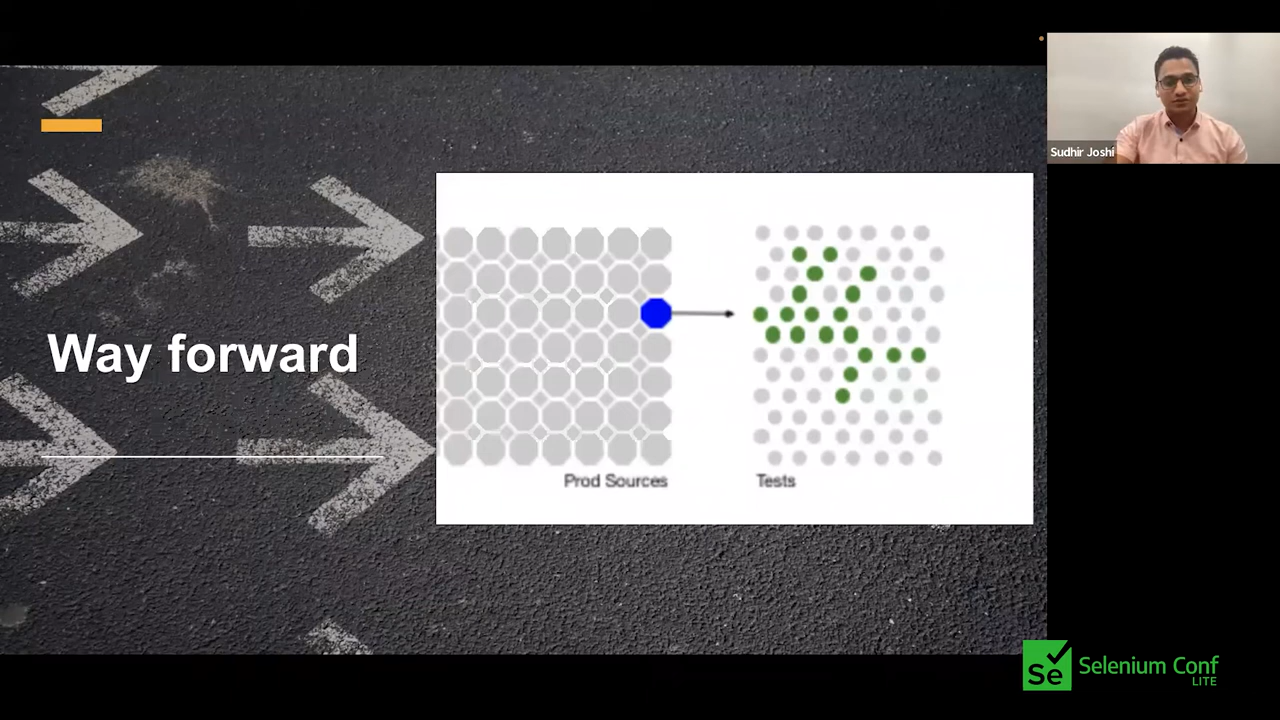 Sudhir Joshi
Way forward
Prod Sources
Tests
Se
Selenium Conf
LITE